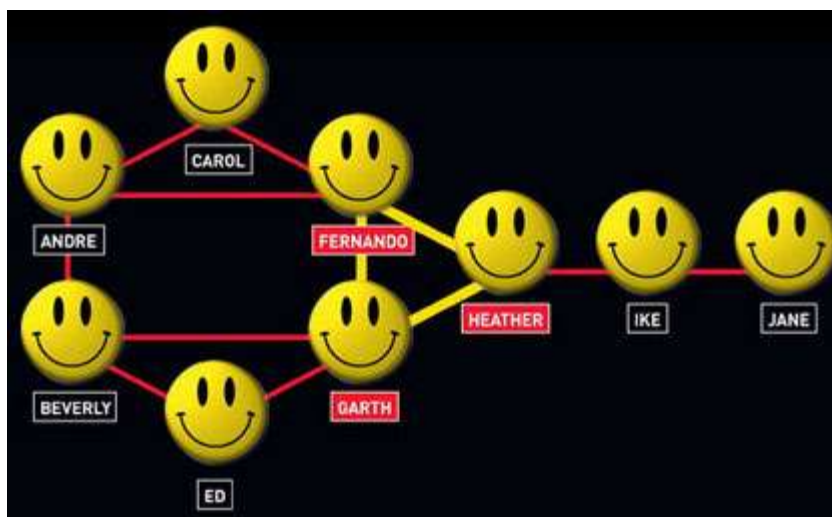 CAROL
ANDRE
FERNANDO
HEATHER
IKE
JANE
BEVERLY
GARTH
ED